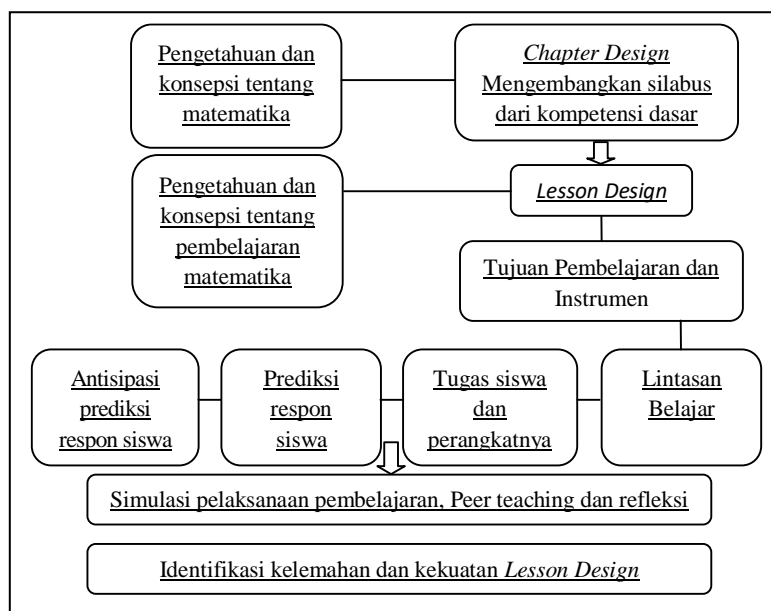 Pengetahuan dan
konsepsi tentang
matematika
Chapter Design
Mengembangkan silabus
dari kompetensi dasar
Pengetahuan dan
konsepsi tentang
pembelajaran
matematika
Lesson Design
Tujuan Pembelajaran dan
Instrumen
Antisipasi
prediksi
respon siswa
Prediksi
respon
siswa
Tugas siswa
dan
perangkatnya
Lintasan
Belajar
Simulasi pelaksanaan pembelajaran, Peer teaching dan refleksi
Identifikasi kelemahan dan kekuatan Lesson Design